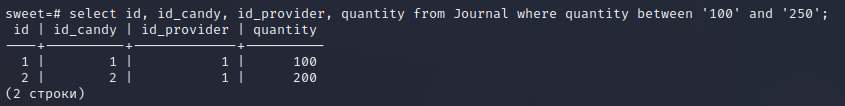 sweet=# select id, id_candy, id_provider, quantity from Journal where quantity between '100' and '250';
 id | id_candy | id_provider | quantity
----+----------+-------------+----------
  1 |        1 |           1 |      100
  2 |        2 |           1 |      200
(2 строки)